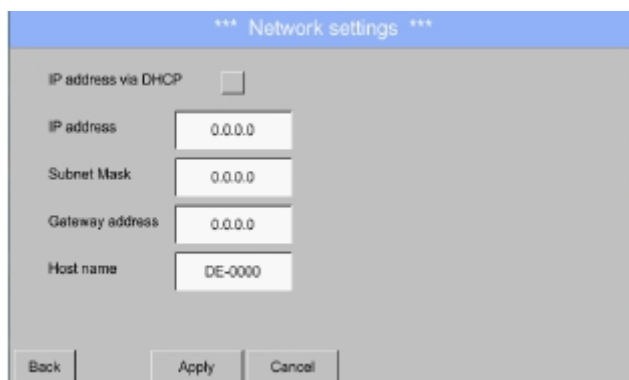 *** Network settings ***
IP address via DHCP
IP address 0.0.0.0
Subnet Mask 0.0.0.0
Gateway address 0.0.0.0
Host name DE-0000
Back Apply Cancel